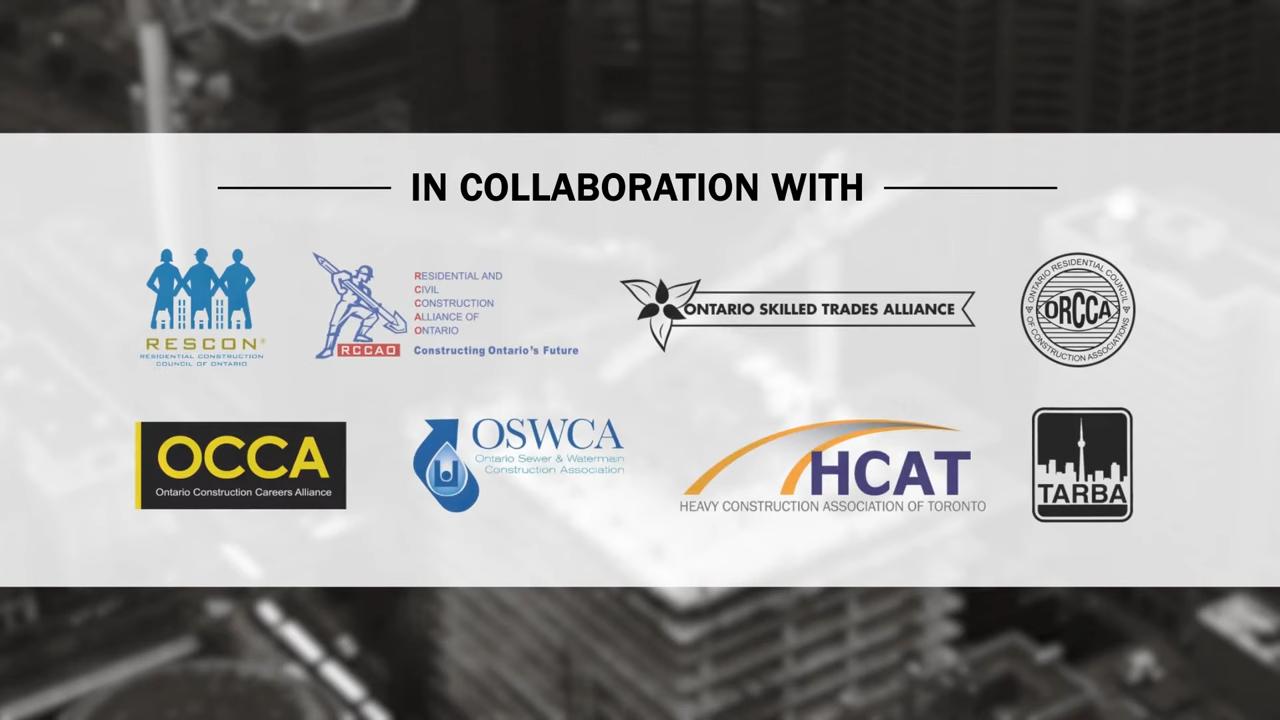 IN COLLABORATION WITH
RESCON®
RESIDENTIAL CONSTRUCTION
COUNCIL OF ONTARIO
RCCAO
RESIDENTIAL AND
CIVIL
CONSTRUCTION
ALLIANCE OF
ONTARIO
Constructing Ontario's Future
ONTARIO SKILLED TRADES ALLIANCE
ONTARIO RESIDENTIAL COUNCIL
ORCCA
OF CONSTRUCTION ASSOCIATIONS
OCCA
Ontario Construction Careers Alliance
OSWCA
Ontario Sewer & Watermain
Construction Association
HCAT
HEAVY CONSTRUCTION ASSOCIATION OF TORONTO
TARBA